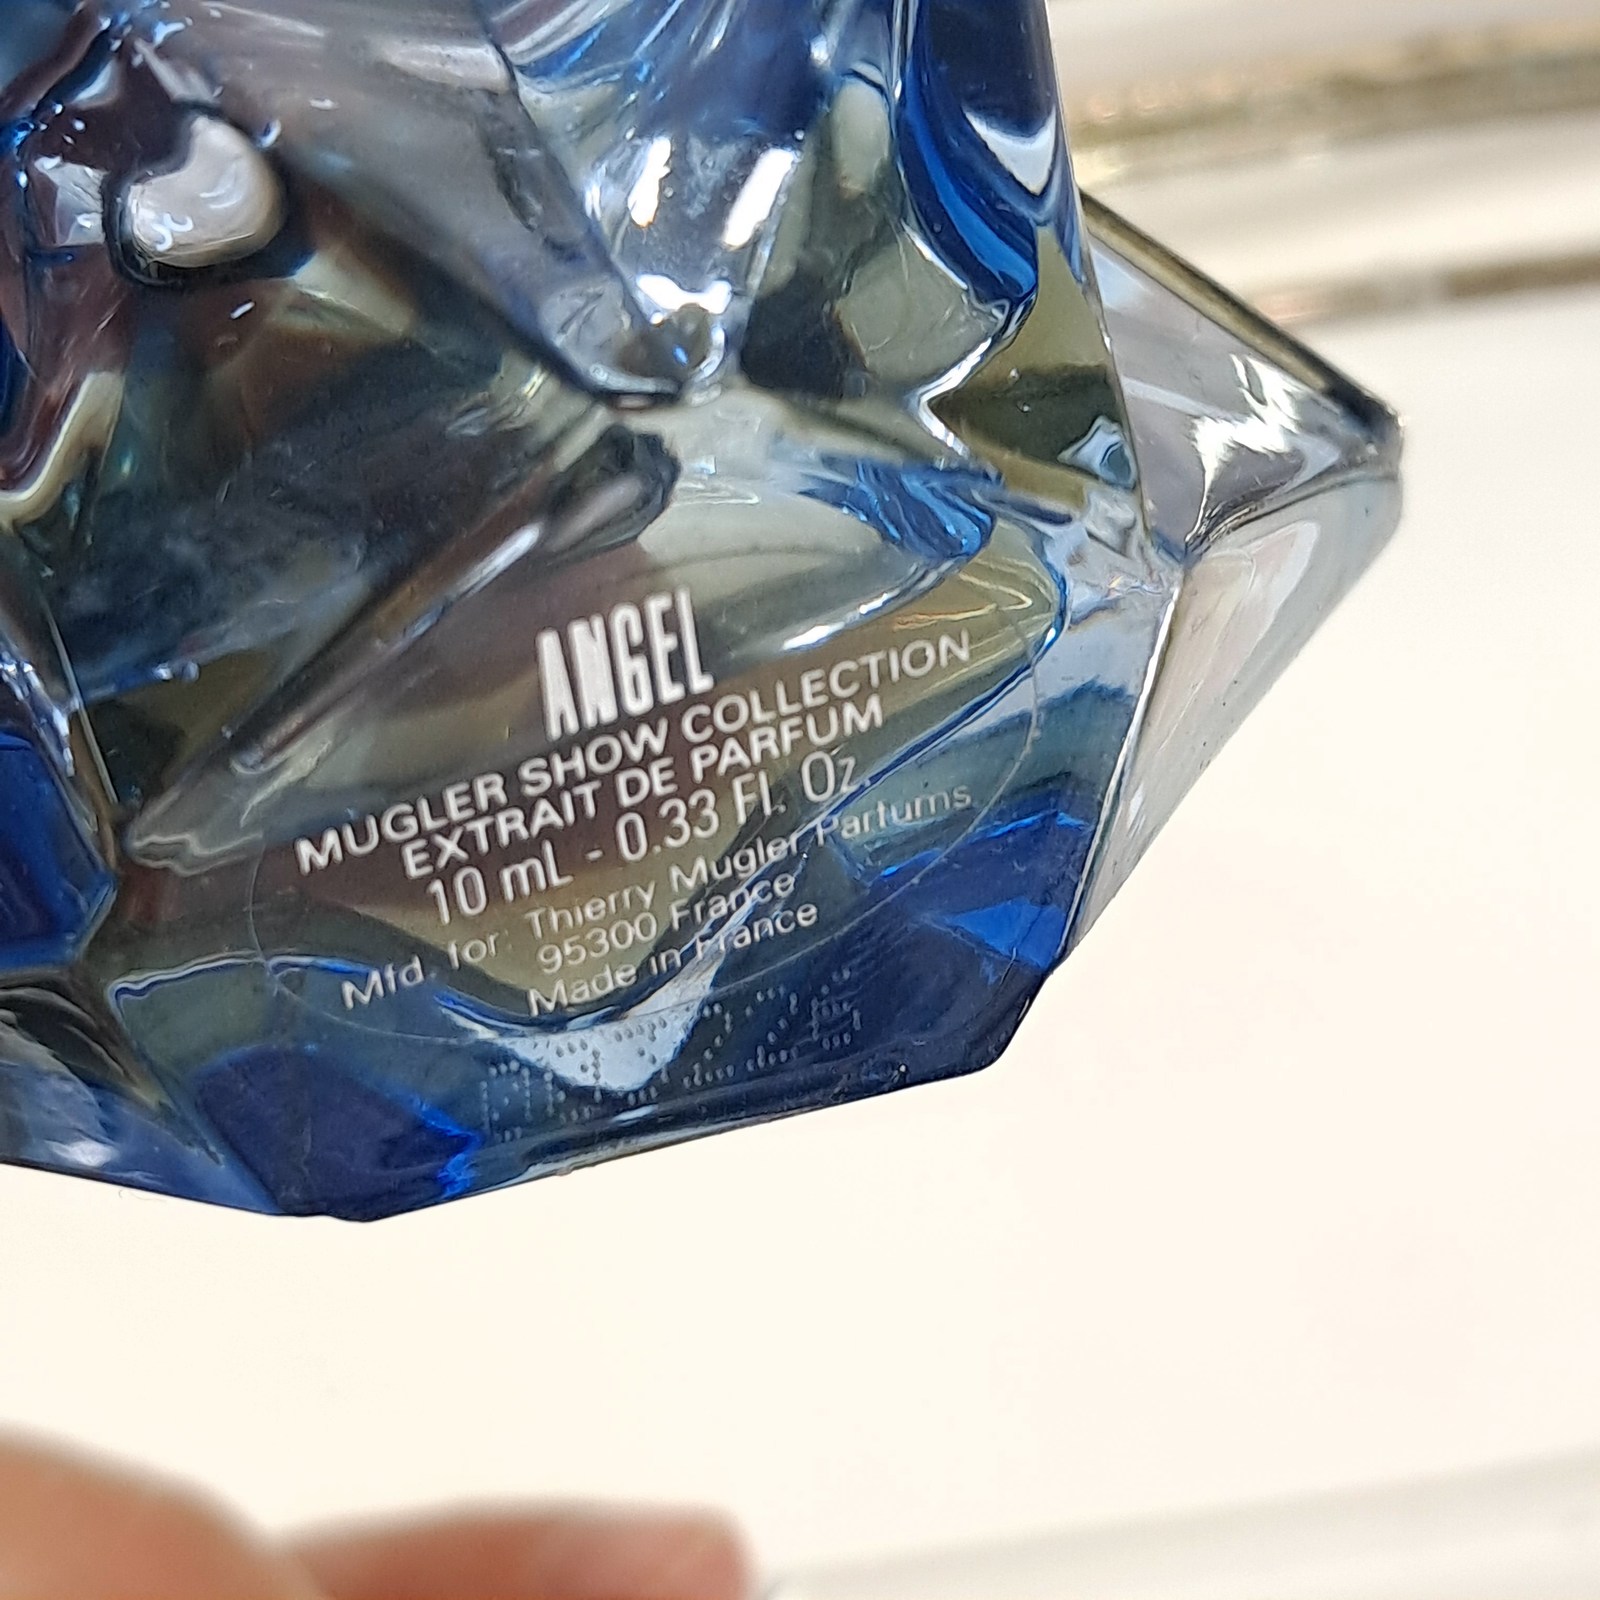 ANGEL
MUGLER SHOW COLLECTION
EXTRAIT DE PARFUM
10 mL - 0.33 Fl. Oz.
Mfd. for: Thierry Mugler Parfums
95300 France
Made in France